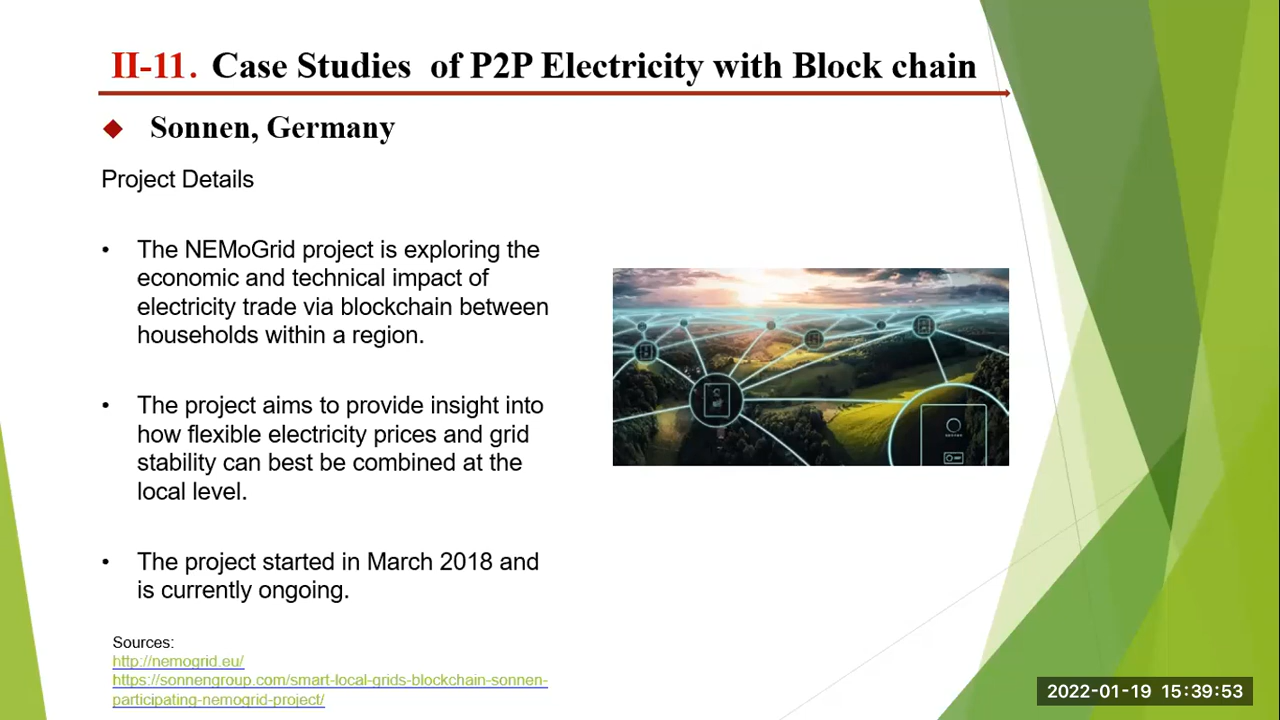 II-11. Case Studies of P2P Electricity with Block chain
Sonnen, Germany
Project Details
• The NEMoGrid project is exploring the
economic and technical impact of
electricity trade via blockchain between
households within a region.
• The project aims to provide insight into
how flexible electricity prices and grid
stability can best be combined at the
local level.
• The project started in March 2018 and
is currently ongoing.
Sources:
http://nemogrid.eu/
https://sonnengroup.com/smart-local-grids-blockchain-sonnen-
participating-nemogrid-project/
2022-01-19 15:39:53